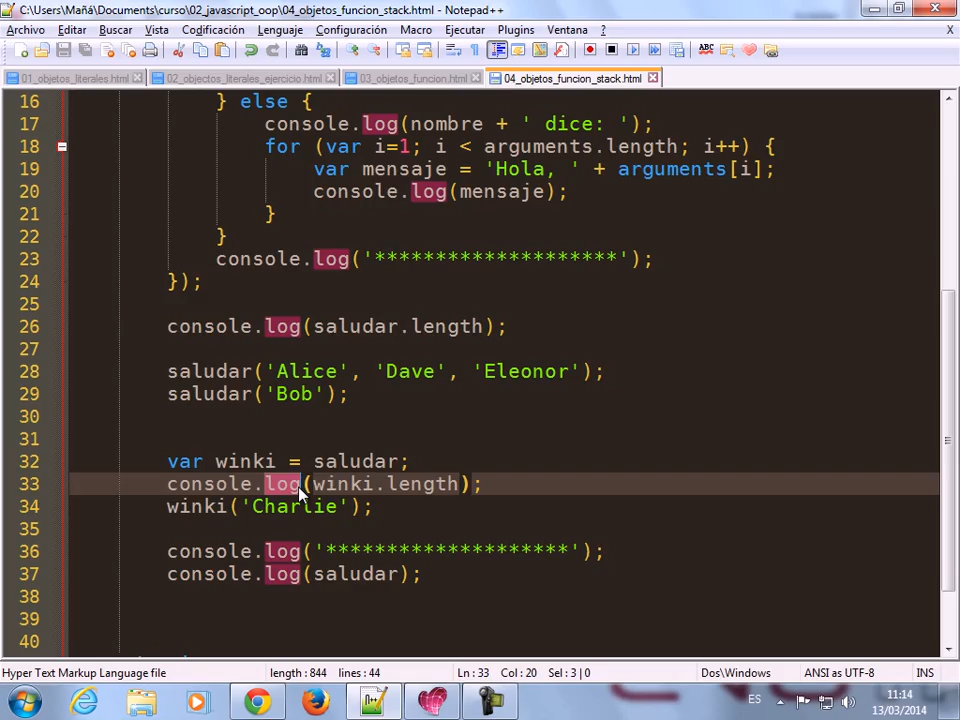 C:\Users\Mañá\Documents\curso\02_javascript_oop\04_objetos_funcion_stack.html - Notepad++
Archivo Editar Buscar Vista Codificación Lenguaje Configuración Macro Ejecutar Plugins Ventana ? X
01_objetos_literales.html 02_objectos_literales_ejercicio.html 03_objetos_funcion.html 04_objetos_funcion_stack.html
16 } else {
17 console.log(nombre + ' dice: ');
18 for (var i=1; i < arguments.length; i++) {
19 var mensaje = 'Hola, ' + arguments[i];
20 console.log(mensaje);
21 }
22 }
23 console.log('********************');
24 });
25
26 console.log(saludar.length);
27
28 saludar('Alice', 'Dave', 'Eleonor');
29 saludar('Bob');
30
31
32 var winki = saludar;
33 console.log(winki.length);
34 winki('Charlie');
35
36 console.log('********************');
37 console.log(saludar);
38
39
40
Hyper Text Markup Language file length : 844 lines : 44 Ln : 33 Col : 20 Sel : 3 | 0 Dos\Windows ANSI as UTF-8 INS
ES 11:14
13/03/2014